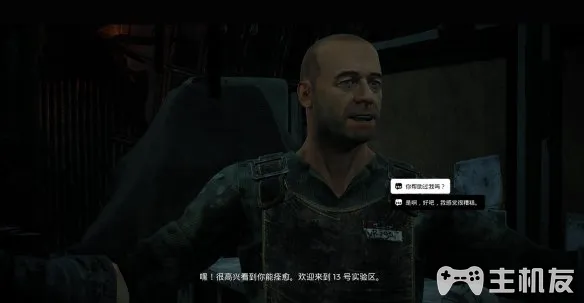 你帮助过我吗？
是啊，好吧，我感觉很糟糕。
嘿！很高兴看到你能痊愈。欢迎来到 13 号实验区。
主机友